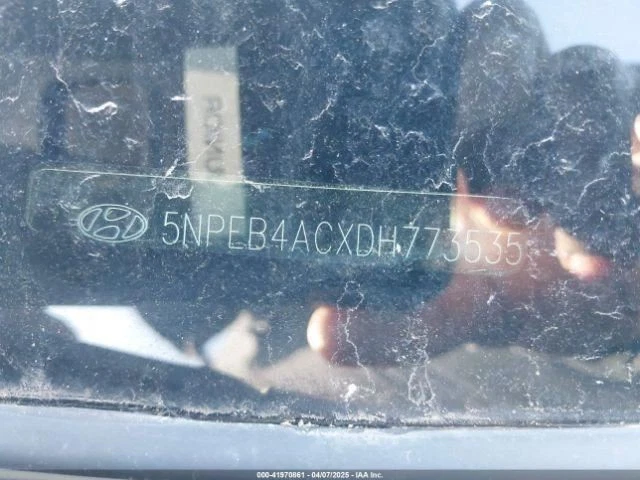 5NPEB4ACXDH773535
000-41970861 - 04/07/2025 - © IAA Inc.